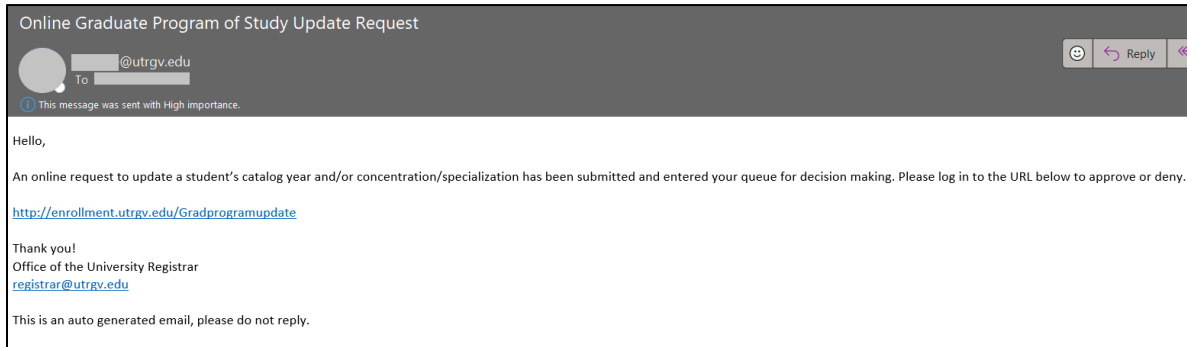 Online Graduate Program of Study Update Request
@utrgv.edu
Reply
To
This message was sent with High importance.
Hello,
An online request to update a student's catalog year and/or concentration/specialization has been submitted and entered your queue for decision making. Please log in to the URL below to approve or deny.
http://enrollment.utrgv.edu/Gradprogramupdate
Thank you!
Office of the University Registrar
registrar@utrgv.edu
This is an auto generated email, please do not reply.